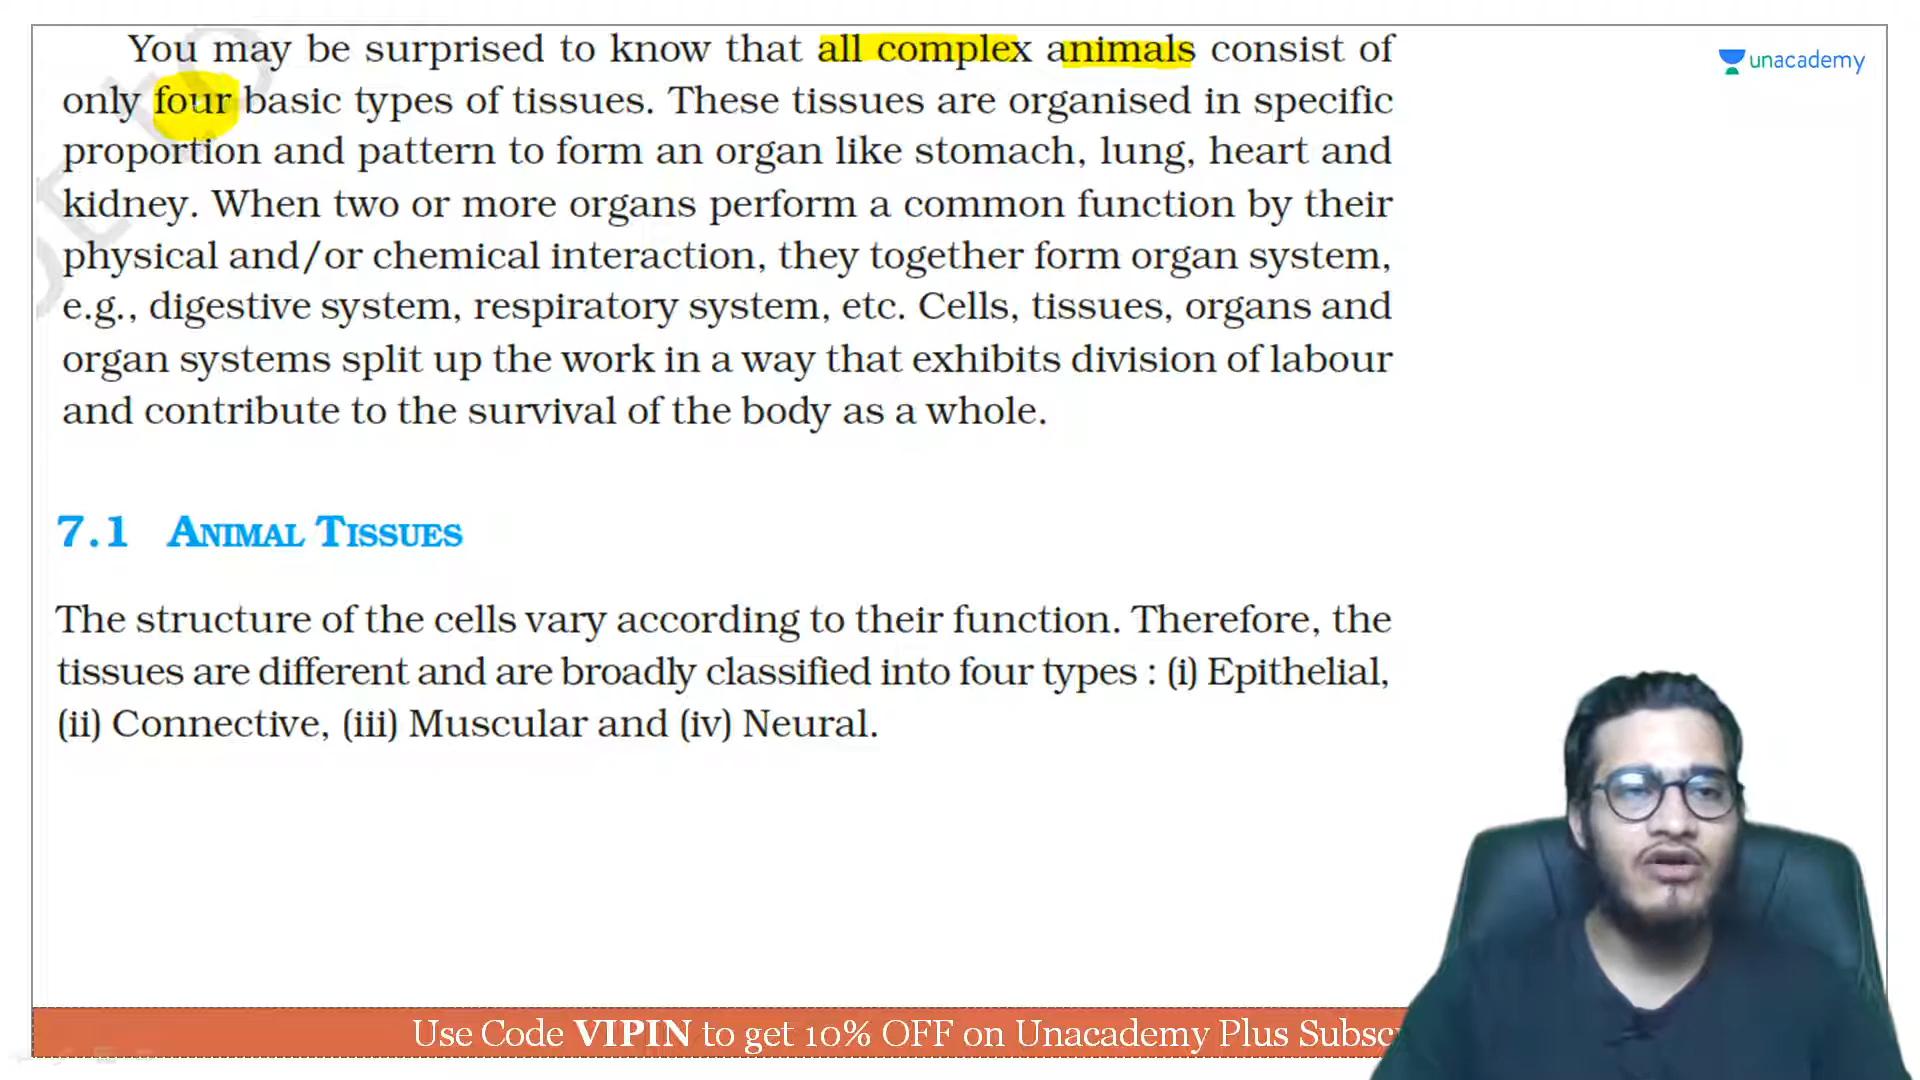 You may be surprised to know that all complex animals consist of
only four basic types of tissues. These tissues are organised in specific
proportion and pattern to form an organ like stomach, lung, heart and
kidney. When two or more organs perform a common function by their
physical and/or chemical interaction, they together form organ system,
e.g., digestive system, respiratory system, etc. Cells, tissues, organs and
organ systems split up the work in a way that exhibits division of labour
and contribute to the survival of the body as a whole.
unacademy
7.1 ANIMAL TISSUES
The structure of the cells vary according to their function. Therefore, the
tissues are different and are broadly classified into four types : (i) Epithelial,
(ii) Connective, (iii) Muscular and (iv) Neural.
Use Code VIPIN to get 10% OFF on Unacademy Plus